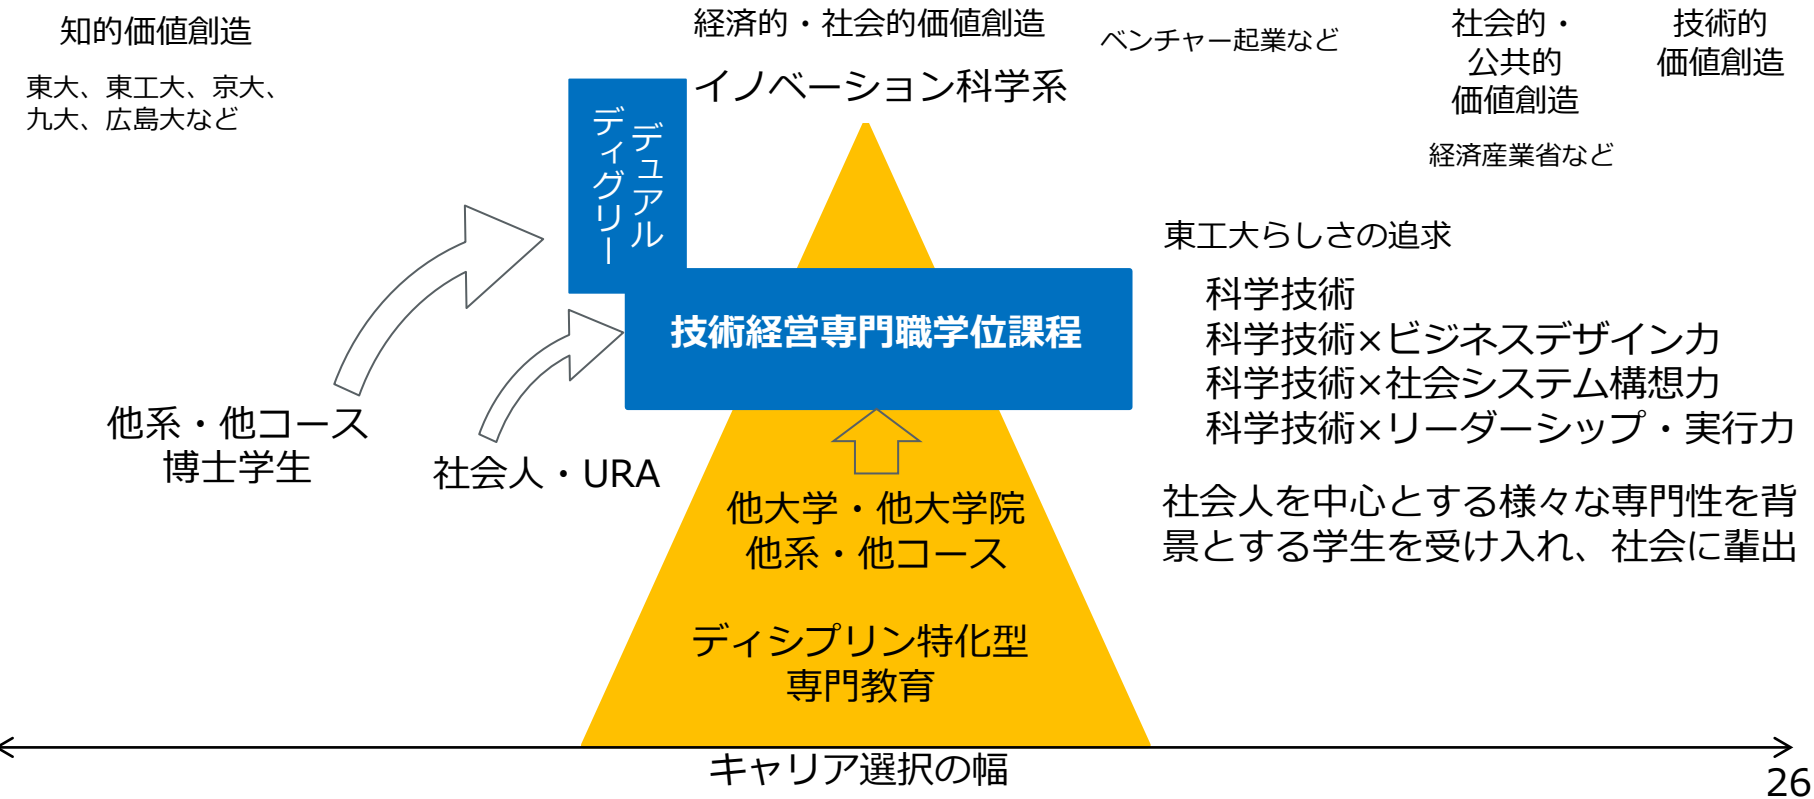 知的価値創造
東大、東工大、京大、
九大、広島大など
経済的・社会的価値創造
イノベーション科学系
ベンチャー起業など
社会的・
公共的
価値創造
経済産業省など
技術的
価値創造
デュアル
ディグリー
技術経営専門職学位課程
他系・他コース
博士学生
社会人・URA
他大学・他大学院
他系・他コース
ディシプリン特化型
専門教育
東工大らしさの追求
科学技術
科学技術×ビジネスデザイン力
科学技術×社会システム構想力
科学技術×リーダーシップ・実行力
社会人を中心とする様々な専門性を背
景とする学生を受け入れ、社会に輩出
キャリア選択の幅
26